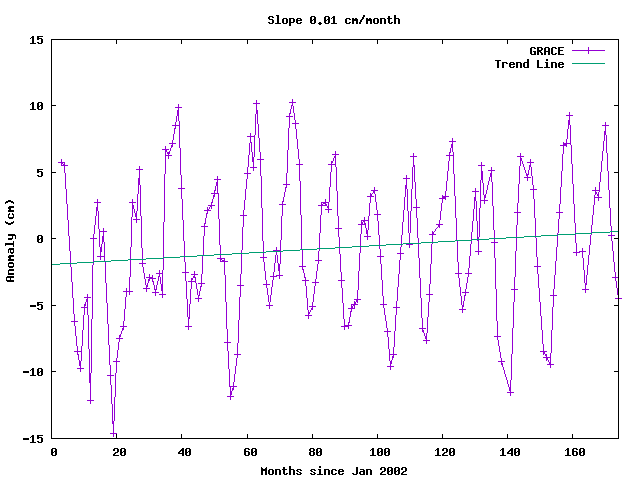 Slope 0.01 cm/month
GRACE
Trend Line
Anomaly (cm)
15
10
5
0
-5
-10
-15
0 20 40 60 80 100 120 140 160
Months since Jan 2002